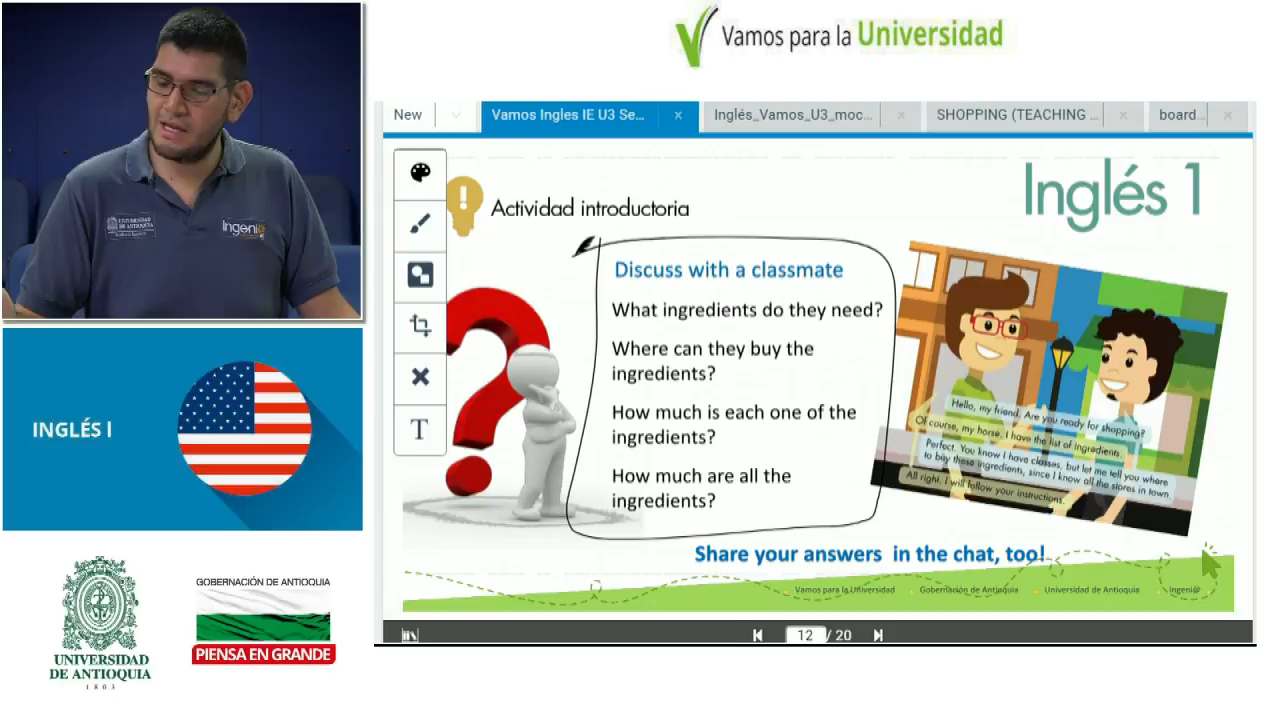 Vamos para la Universidad
New
Vamos Ingles IE U3 Se...
Inglés_Vamos_U3_moc...
SHOPPING (TEACHING ...
board...
UNIVERSIDAD
DE ANTIOQUIA
Ingeni@
Actividad introductoria
Inglés 1
Discuss with a classmate
What ingredients do they need?
Where can they buy the
ingredients?
How much is each one of the
ingredients?
How much are all the
ingredients?
Hello, my friend. Are you ready for shopping?
Of course, my horse. I have the list of ingredients.
Perfect. You know I have classes, but let me tell you where
to buy these ingredients, since I know all the stores in town.
All right, I will follow your instructions.
T
Share your answers in the chat, too!
Vamos para la Universidad
Gobernación de Antioquia
Universidad de Antioquia
Ingeni@
12 / 20
INGLÉS I
UNIVERSIDAD
DE ANTIOQUIA
1803
GOBERNACIÓN DE ANTIOQUIA
PIENSA EN GRANDE